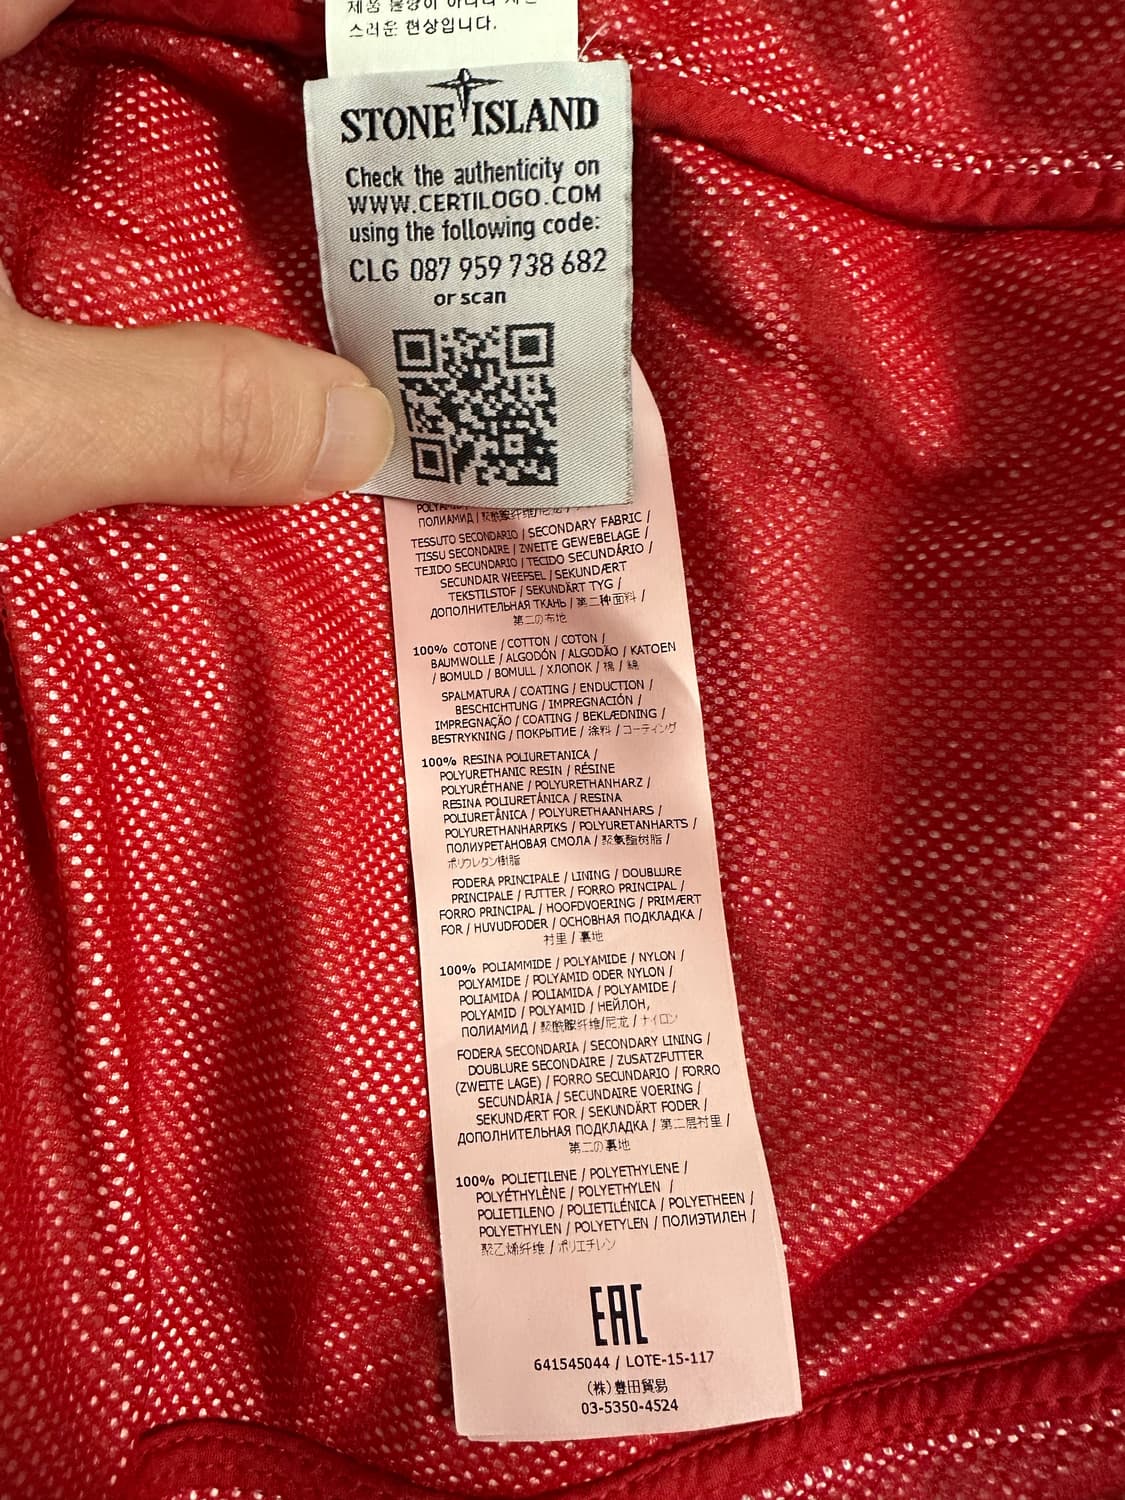 스러운 현상입니다.
STONE ISLAND
Check the authenticity on
WWW.CERTILOGO.COM
using the following code:
CLG 087 959 738 682
or scan
ПОЛИАМИД / 聚酰胺纤维/尼龙 /
TESSUTO SECONDARIO / SECONDARY FABRIC /
TISSU SECONDAIRE / ZWEITE GEWEBELAGE /
TEJIDO SECUNDARIO / TECIDO SECUNDÁRIO /
SECUNDAIR WEEFSEL / SEKUNDÆRT
TEKSTILSTOF / SEKUNDÄRT TYG /
ДОПОЛНИТЕЛЬНАЯ ТКАНЬ / 第二种面料 /
第二の布地
100% COTONE / COTTON / COTON /
BAUMWOLLE / ALGODÓN / ALGODÃO / KATOEN
/ BOMULD / BOMULL / ХЛОПОК / 棉 / 綿
SPALMATURA / COATING / ENDUCTION /
BESCHICHTUNG / IMPREGNACIÓN /
IMPREGNAÇÃO / COATING / BEKLÆDNING /
BESTRYKNING / ПОКРЫТИЕ / 涂料 / コーティング
100% RESINA POLIURETANICA /
POLYURETHANIC RESIN / RÉSINE
POLYURÉTHANE / POLYURETHANHARZ /
RESINA POLIURETÁNICA / RESINA
POLIURETÂNICA / POLYURETHAANHARS /
POLYURETHANHARPIKS / POLYURETANHARTS /
ПОЛИУРЕТАНОВАЯ СМОЛА / 聚氨酯树脂 /
ポリウレタン樹脂
FODERA PRINCIPALE / LINING / DOUBLURE
PRINCIPALE / FUTTER / FORRO PRINCIPAL /
FORRO PRINCIPAL / HOOFDVOERING / PRIMÆRT
FOR / HUVUDFODER / ОСНОВНАЯ ПОДКЛАДКА /
衬里 / 裏地
100% POLIAMMIDE / POLYAMIDE / NYLON /
POLYAMIDE / POLYAMID ODER NYLON /
POLIAMIDA / POLIAMIDA / POLYAMIDE /
POLYAMID / POLYAMID / НЕЙЛОН,
ПОЛИАМИД / 聚酰胺纤维/尼龙 / ナイロン
FODERA SECONDARIA / SECONDARY LINING /
DOUBLURE SECONDAIRE / ZUSATZFUTTER
(ZWEITE LAGE) / FORRO SECUNDARIO / FORRO
SECUNDÁRIA / SECUNDAIRE VOERING /
SEKUNDÆRT FOR / SEKUNDÄRT FODER /
ДОПОЛНИТЕЛЬНАЯ ПОДКЛАДКА / 第二层衬里 /
第二の裏地
100% POLIETILENE / POLYETHYLENE /
POLYÉTHYLÈNE / POLYETHYLEN /
POLIETILENO / POLIETILÉNICA / POLYETHEEN /
POLYETHYLEN / POLYETYLEN / ПОЛИЭТИЛЕН /
聚乙烯纤维 / ポリエチレン
EAC
641545044 / LOTE-15-117
(株)豊田貿易
03-5350-4524